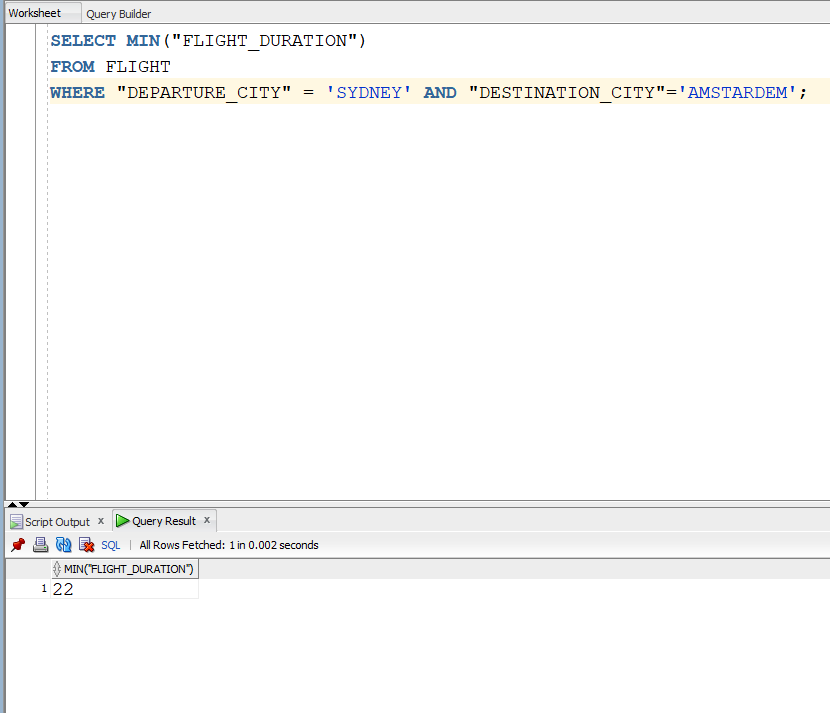 Worksheet Query Builder
SELECT MIN("FLIGHT_DURATION")
FROM FLIGHT
WHERE "DEPARTURE_CITY" = 'SYDNEY' AND "DESTINATION_CITY"='AMSTARDEM';
Script Output x Query Result x
SQL | All Rows Fetched: 1 in 0.002 seconds
MIN("FLIGHT_DURATION")
1 22